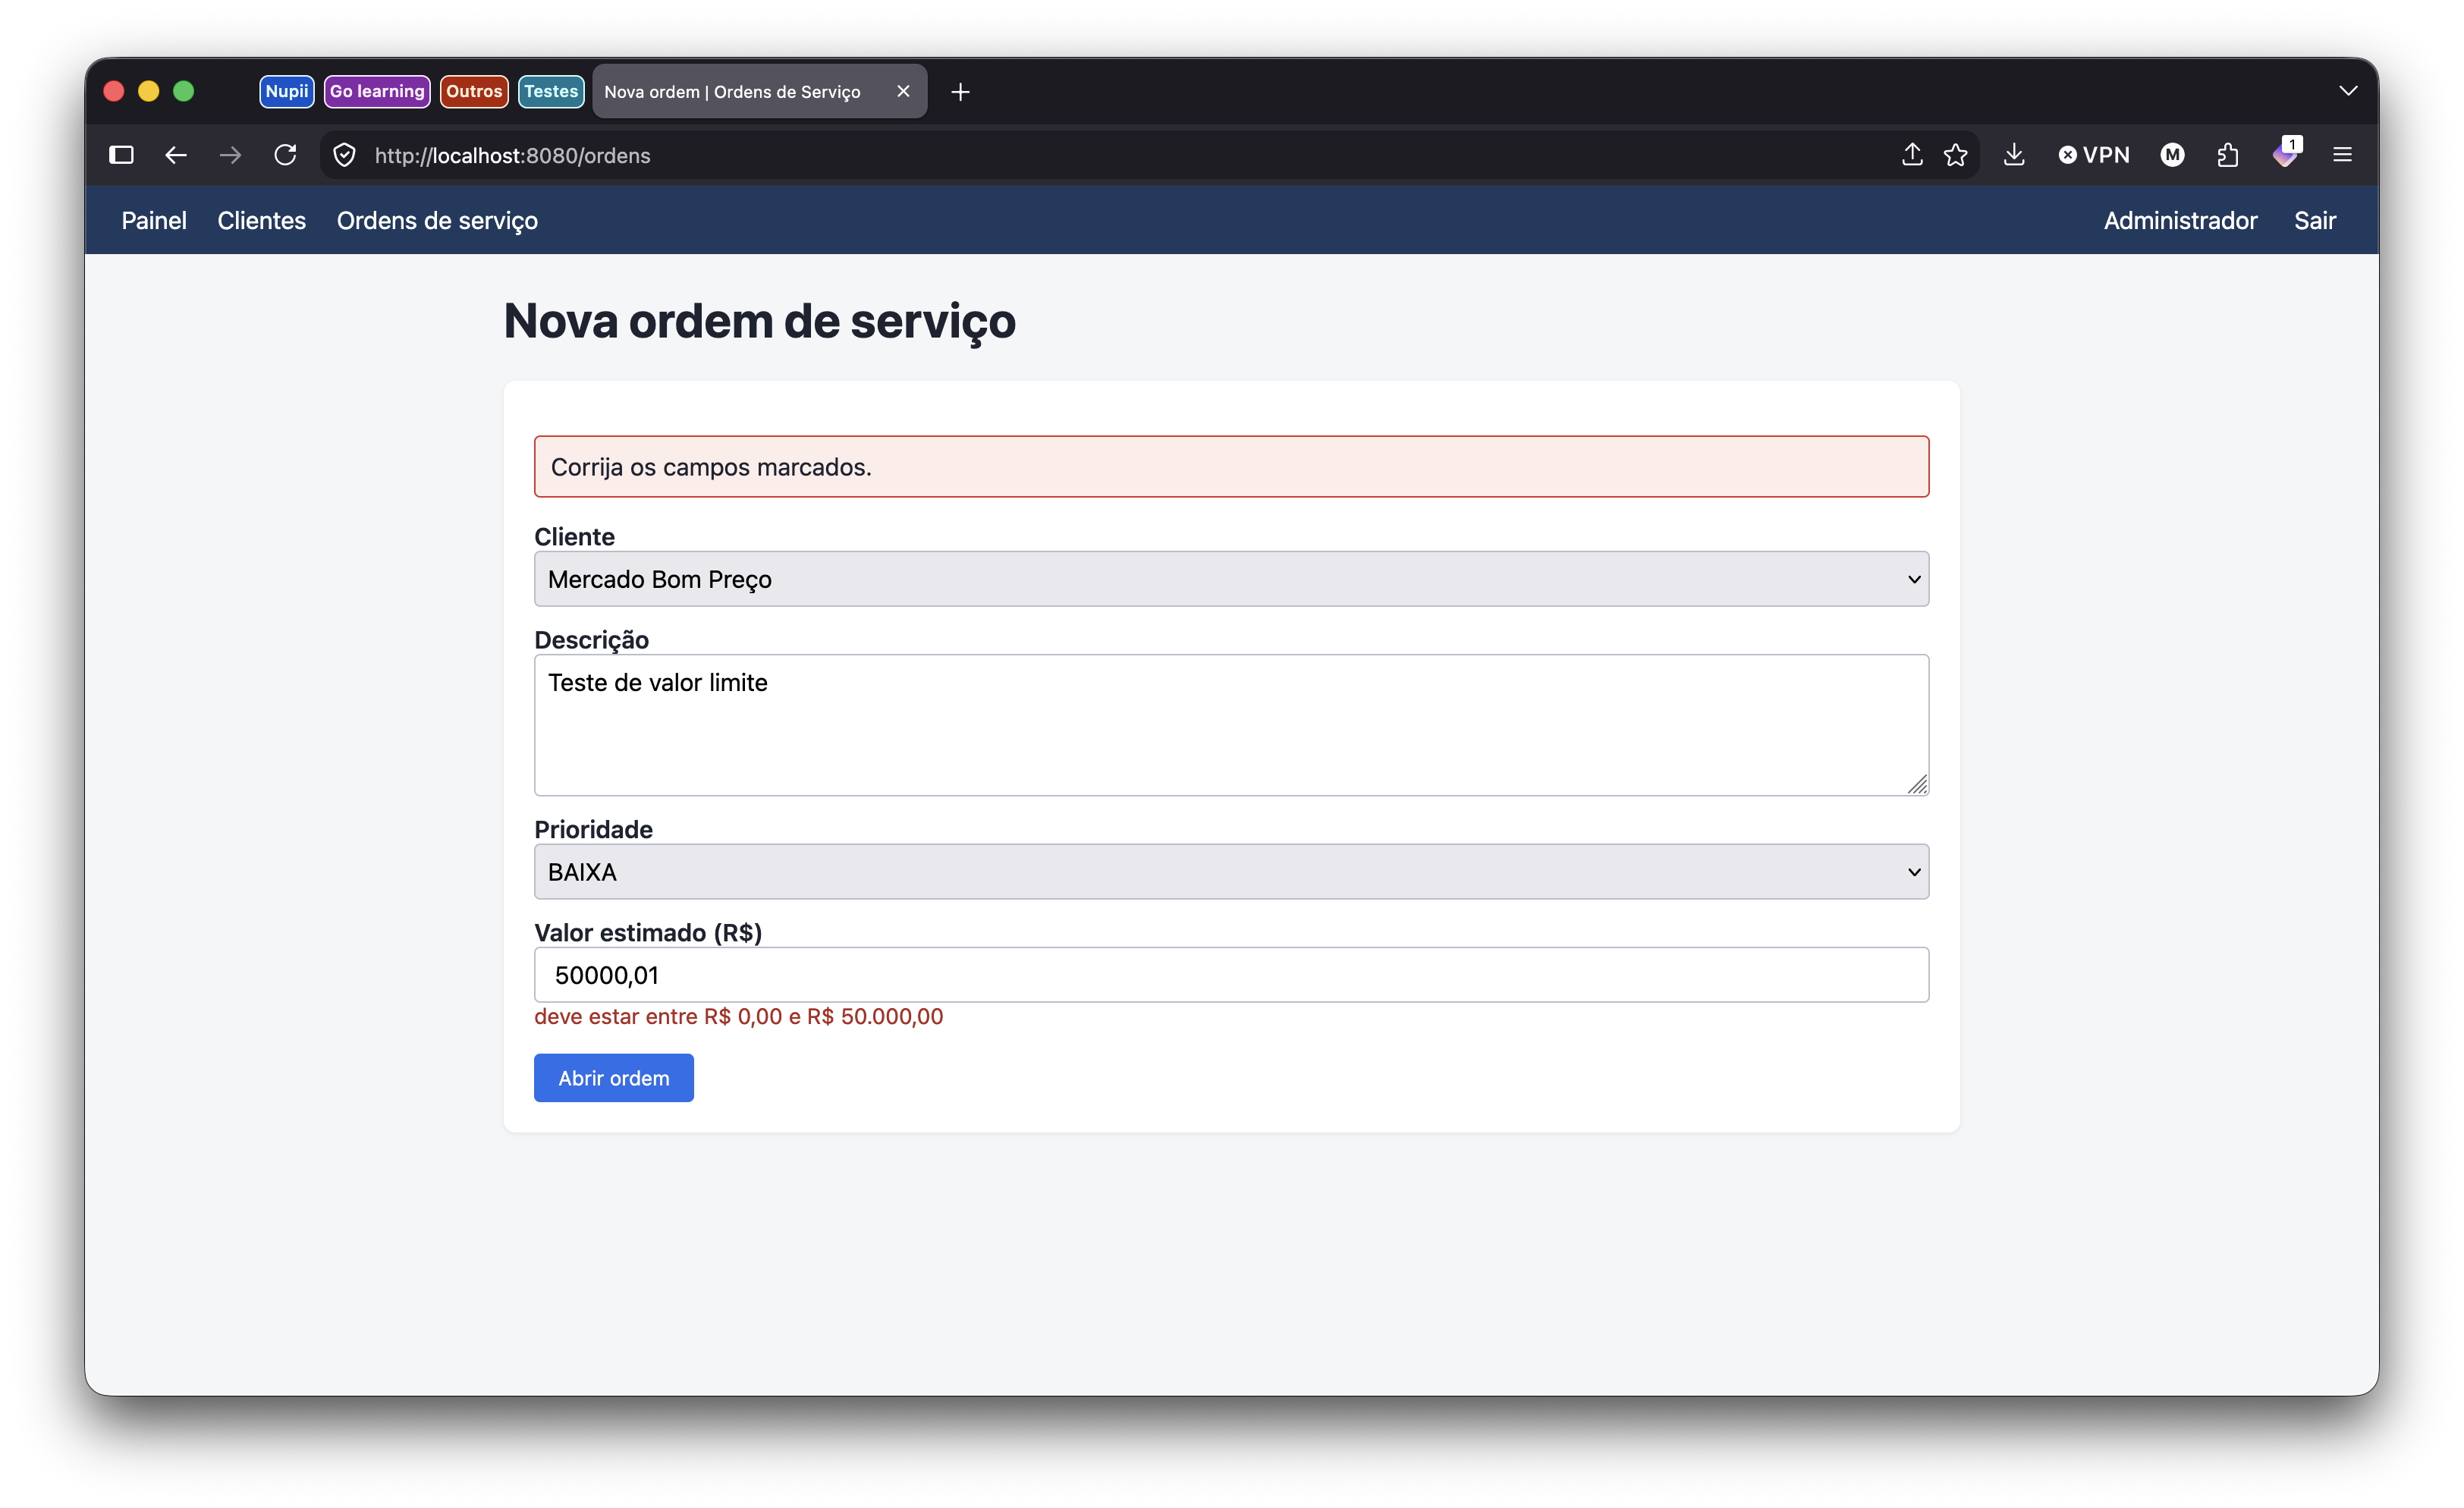 Nupii Go learning Outros Testes Nova ordem | Ordens de Serviço
http://localhost:8080/ordens VPN M 1
Painel Clientes Ordens de serviço Administrador Sair
Nova ordem de serviço
Corrija os campos marcados.
Cliente
Mercado Bom Preço
Descrição
Teste de valor limite
Prioridade
BAIXA
Valor estimado (R$)
50000,01
deve estar entre R$ 0,00 e R$ 50.000,00
Abrir ordem